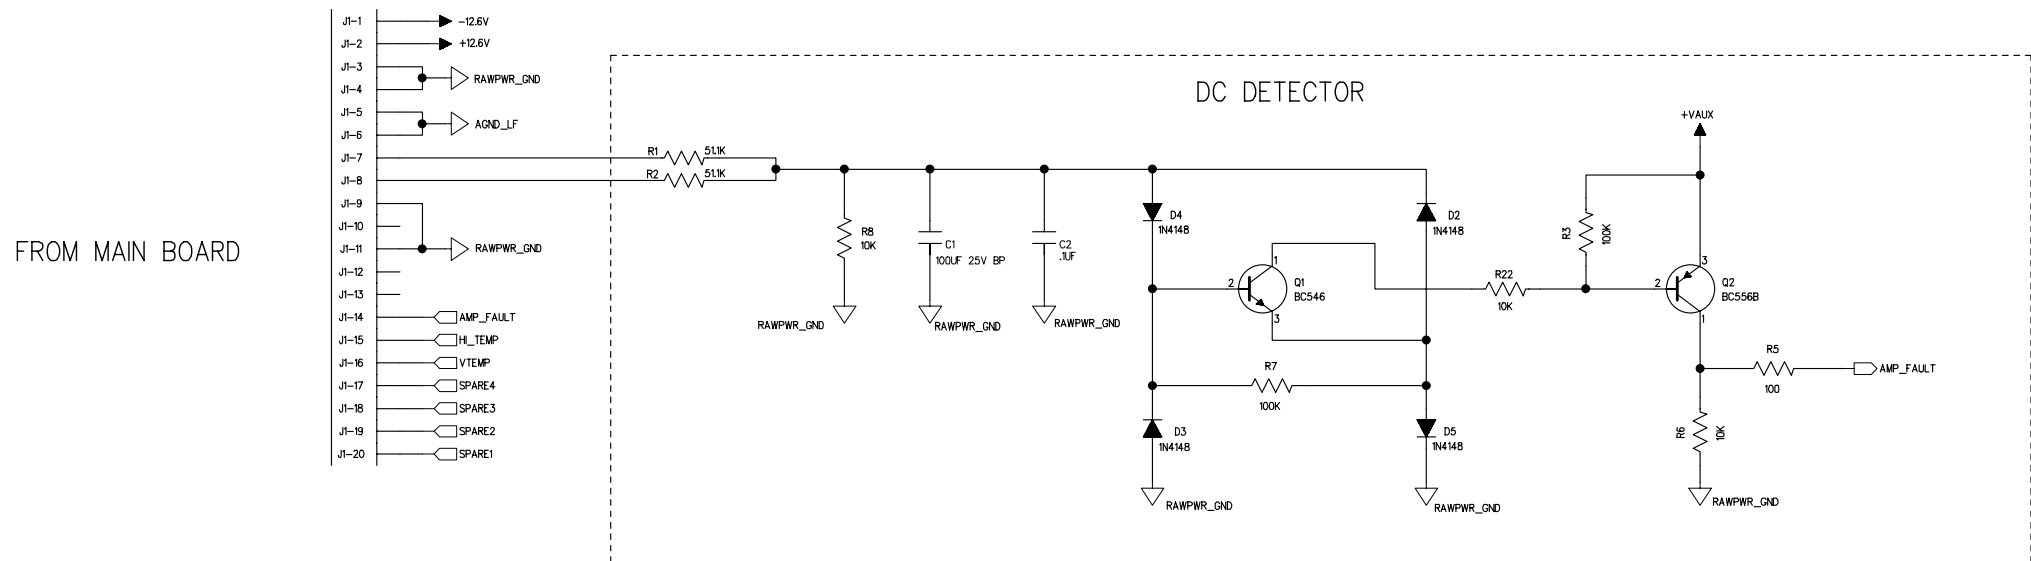 J1-1
-12.6V
J1-2
+12.6V
J1-3
RAWPWR_GND
J1-4
J1-5
AGND_LF
J1-6
J1-7
J1-8
J1-9
J1-10
J1-11
RAWPWR_GND
J1-12
J1-13
J1-14
AMP_FAULT
J1-15
HI_TEMP
J1-16
VTEMP
J1-17
SPARE4
J1-18
SPARE3
J1-19
SPARE2
J1-20
SPARE1
FROM MAIN BOARD
DC DETECTOR
R1
51.1K
R2
51.1K
R8
10K
RAWPWR_GND
C1
100UF 25V BP
RAWPWR_GND
C2
.1UF
RAWPWR_GND
D4
1N4148
D2
1N4148
1
2
3
Q1
BC546
R7
100K
D3
1N4148
RAWPWR_GND
D5
1N4148
RAWPWR_GND
R22
10K
R3
100K
+VAUX
3
2
1
Q2
BC556B
R5
100
AMP_FAULT
R6
10K
RAWPWR_GND